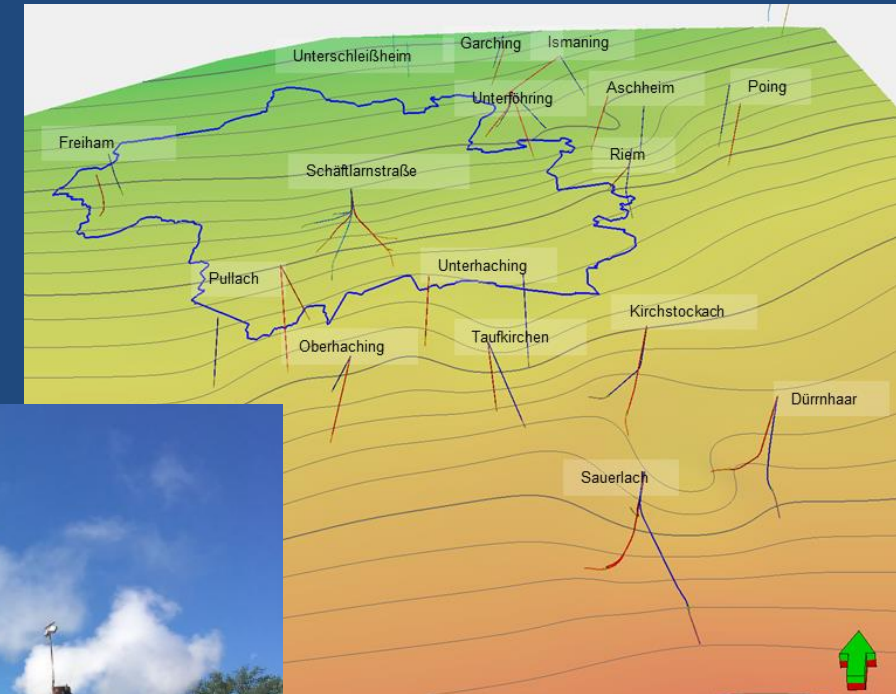 Garching
Ismaning
Unterschleißheim
Aschheim
Poing
Unterföhring
Freiham
Riem
Schäftlarnstraße
Unterhaching
Pullach
Kirchstockach
Taufkirchen
Oberhaching
Dürrnhaar
Sauerlach